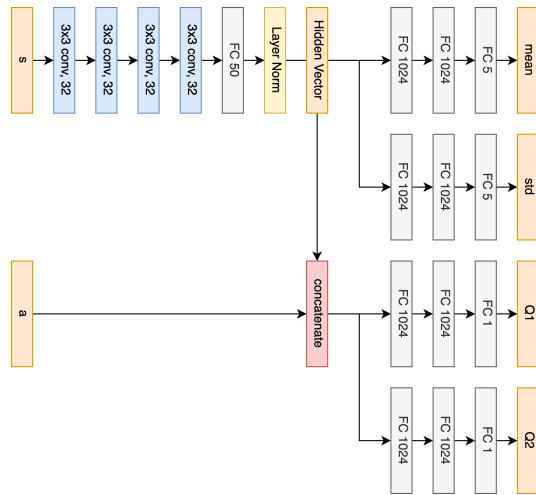 s
3x3 conv, 32
3x3 conv, 32
3x3 conv, 32
3x3 conv, 32
FC 50
Layer Norm
Hidden Vector
FC 1024
FC 1024
FC 5
mean
FC 1024
FC 1024
FC 5
std
a
concatenate
FC 1024
FC 1024
FC 1
Q1
FC 1024
FC 1024
FC 1
Q2